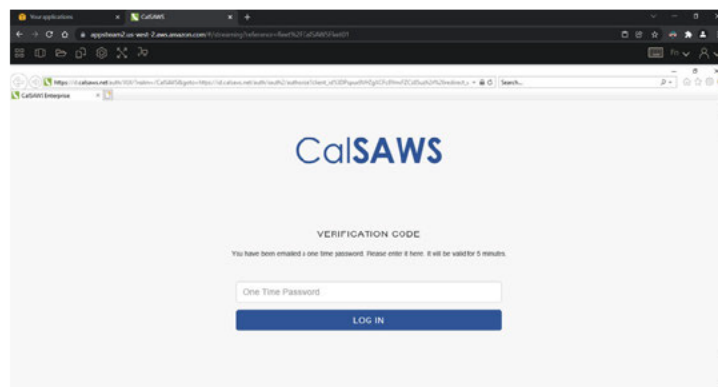 Your applications CalSAWS
appstream2.us-west-2.aws.amazon.com
Fn
Search...
CalSAWS Enterprise
CalSAWS
VERIFICATION CODE
You have been emailed a one time password. Please enter it here. It will be valid for 5 minutes.
One Time Password
LOG IN